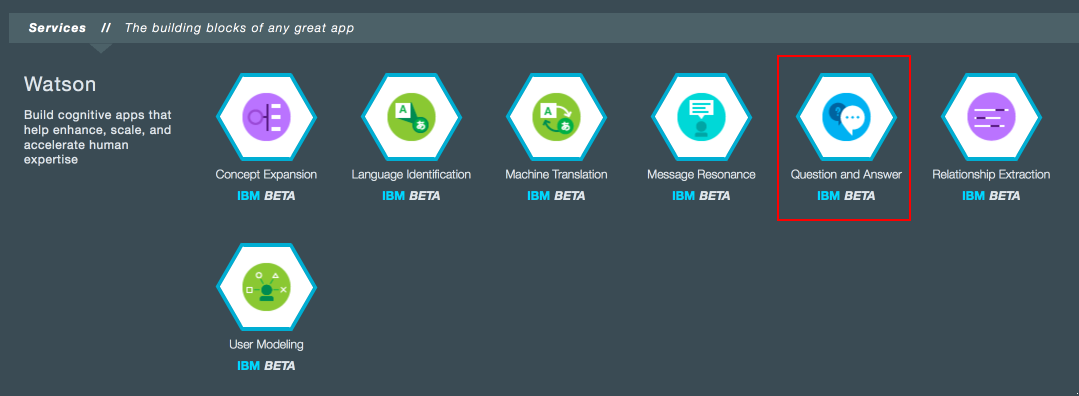 Services // The building blocks of any great app
Watson
Build cognitive apps that
help enhance, scale, and
accelerate human
expertise
A
あ
A
あ
?
Concept Expansion
Language Identification
Machine Translation
Message Resonance
Question and Answer
Relationship Extraction
IBM BETA
IBM BETA
IBM BETA
IBM BETA
IBM BETA
IBM BETA
User Modeling
IBM BETA